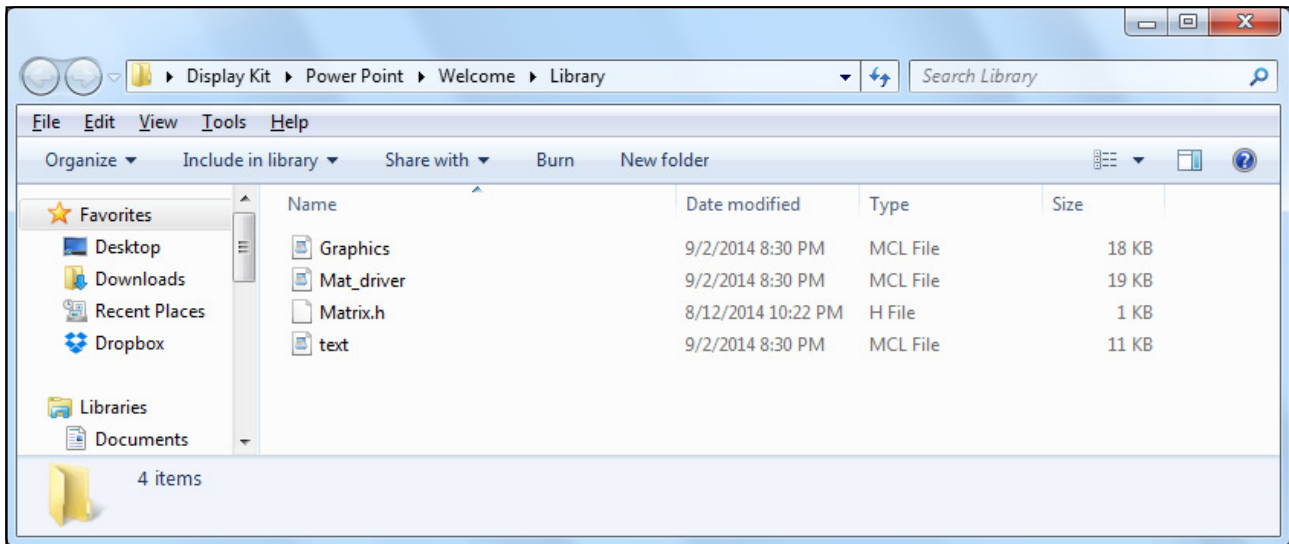 Display Kit Power Point Welcome Library Search Library
File Edit View Tools Help
Organize Include in library Share with Burn New folder
Name Date modified Type Size
Favorites
Desktop Graphics 9/2/2014 8:30 PM MCL File 18 KB
Downloads Mat_driver 9/2/2014 8:30 PM MCL File 19 KB
Recent Places Matrix.h 8/12/2014 10:22 PM H File 1 KB
Dropbox text 9/2/2014 8:30 PM MCL File 11 KB
Libraries
Documents
4 items